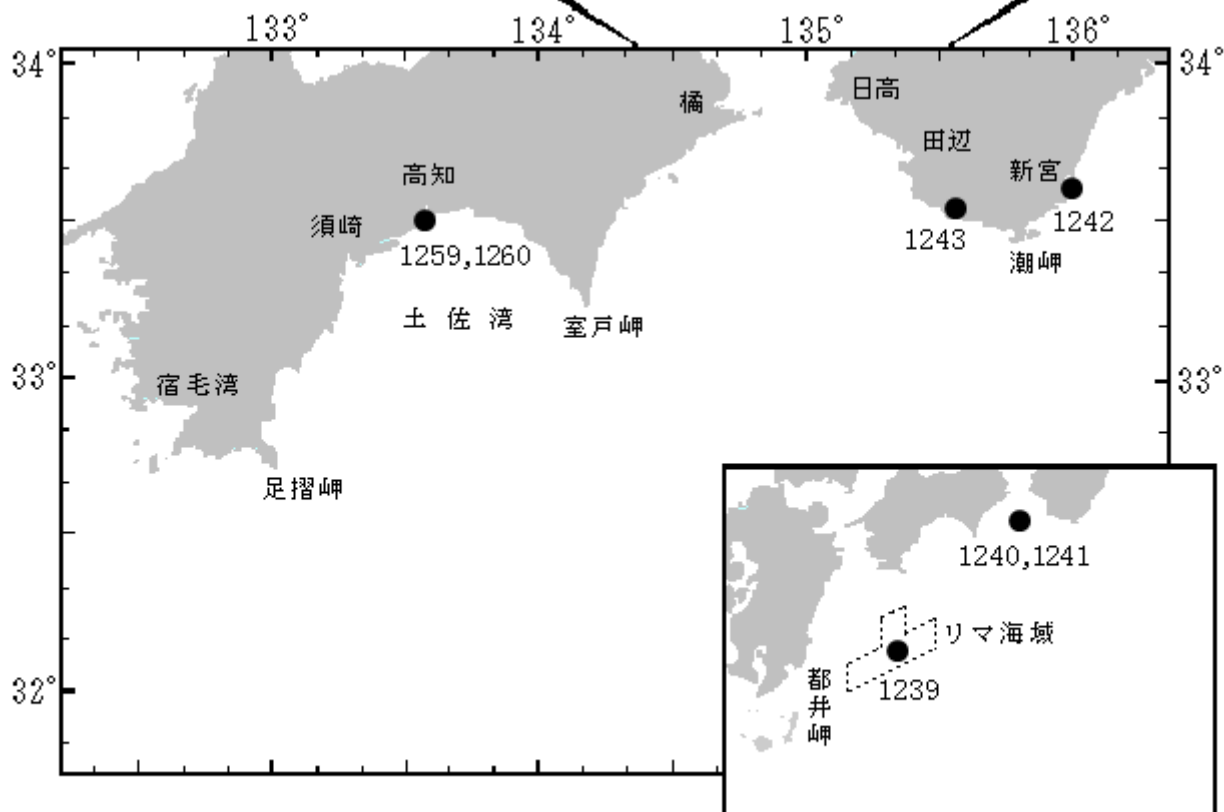 133°
134°
135°
136°
34°
34°
橘
日高
田辺
高知
新宮
須崎
1242
1243
1259,1260
潮岬
土佐湾
室戸岬
33°
33°
宿毛湾
足摺岬
1240,1241
リマ海域
1239
都井岬
32°